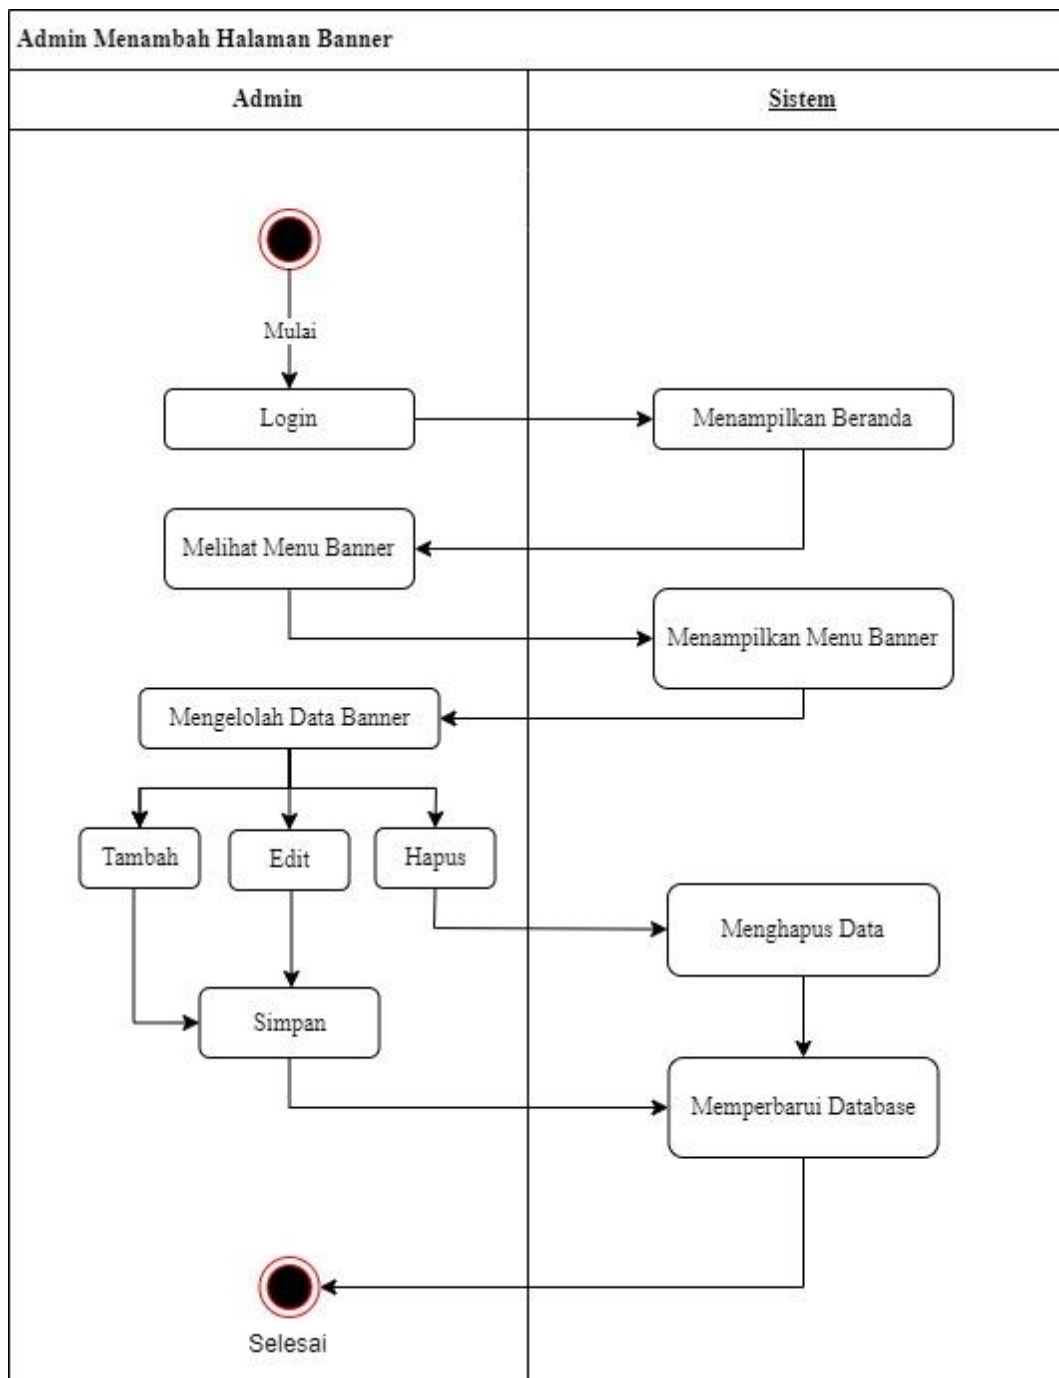 Admin Menambah Halaman Banner
Admin
Sistem
Mulai
Login
Menampilkan Beranda
Melihat Menu Banner
Menampilkan Menu Banner
Mengelolah Data Banner
Tambah
Edit
Hapus
Menghapus Data
Simpan
Memperbarui Database
Selesai